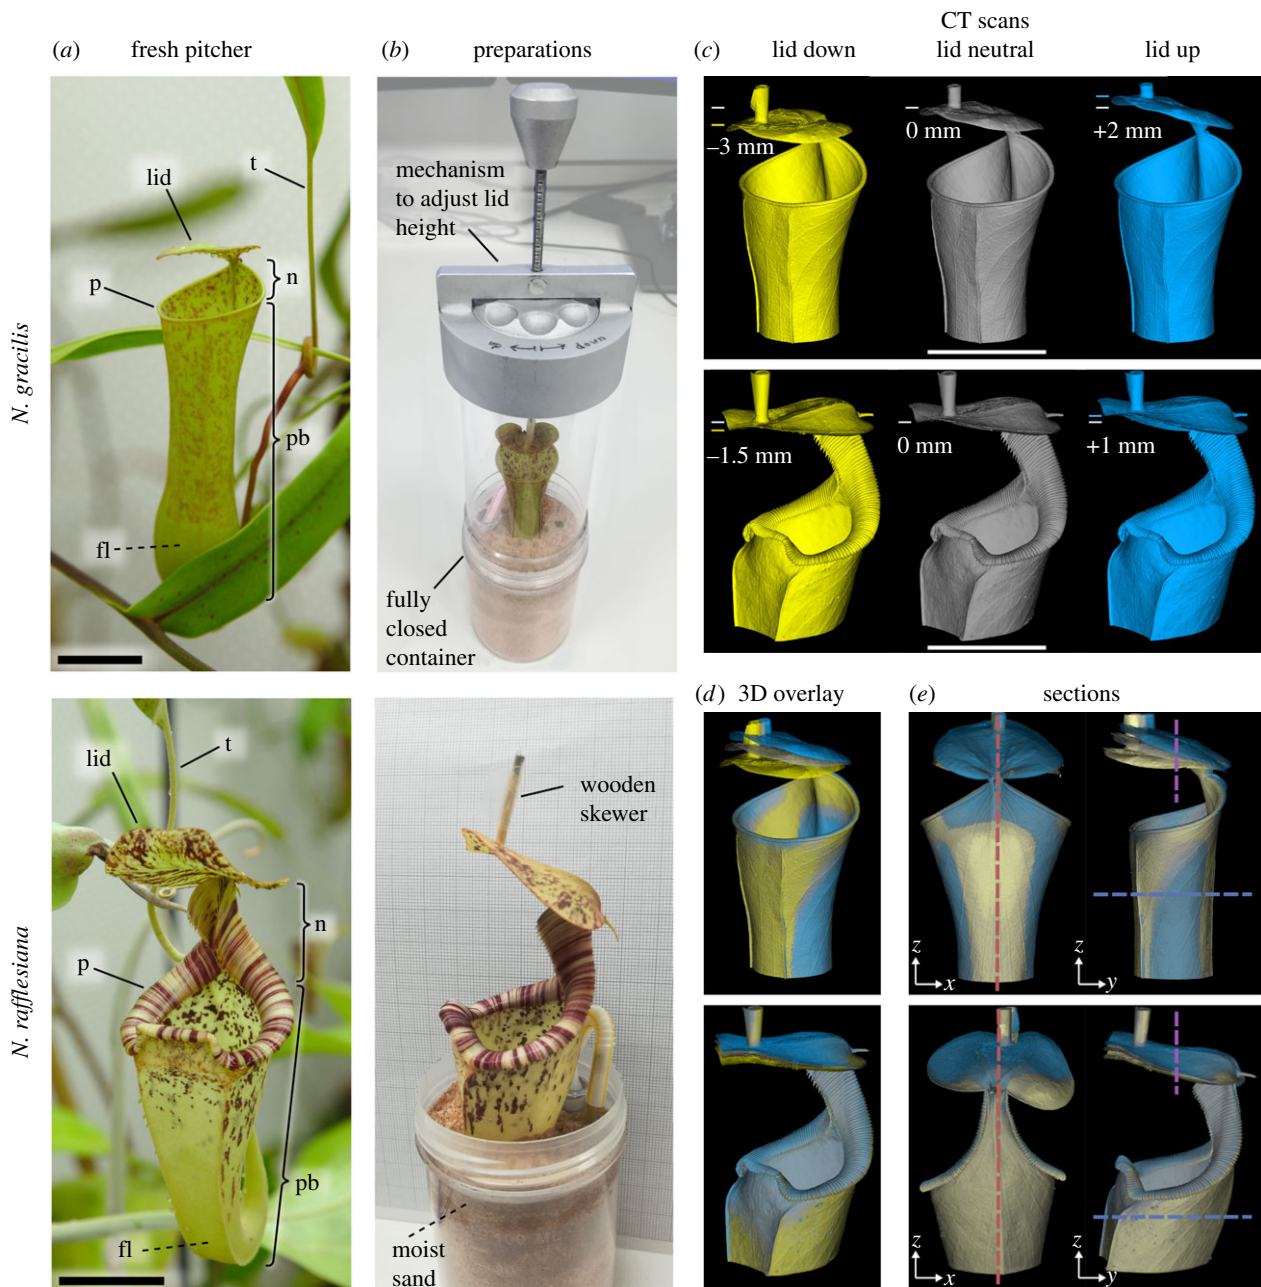 (a) fresh pitcher
(b) preparations
CT scans
(c) lid down lid neutral lid up
N. gracilis
lid
t
n
p
pb
fl
mechanism
to adjust lid
height
up down
fully
closed
container
–3 mm
0 mm
+2 mm
–1.5 mm
0 mm
+1 mm
N. rafflesiana
lid
t
n
p
pb
fl
wooden
skewer
moist
sand
(d) 3D overlay
(e) sections
z
x
z
y
z
x
z
y